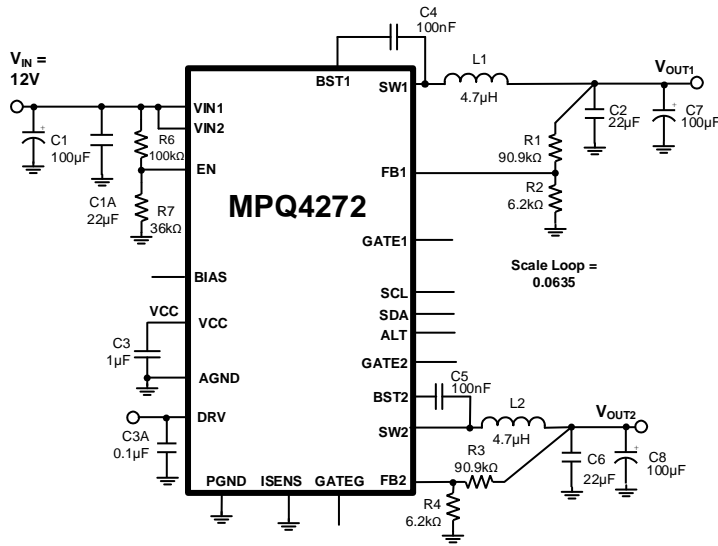 C4
100nF
V_IN =
12V
BST1
SW1
L1
4.7µH
V_OUT1
VIN1
VIN2
C1
100µF
C1A
22µF
R6
100kΩ
R7
36kΩ
EN
MPQ4272
R1
90.9kΩ
C2
22µF
C7
100µF
+
+
FB1
R2
6.2kΩ
GATE1
Scale Loop =
0.0635
BIAS
SCL
SDA
ALT
VCC
VCC
C3
1µF
GATE2
AGND
C5
100nF
BST2
DRV
C3A
0.1µF
SW2
L2
4.7µH
V_OUT2
R3
90.9kΩ
C6
22µF
C8
100µF
+
PGND
ISENS
GATEG
FB2
R4
6.2kΩ